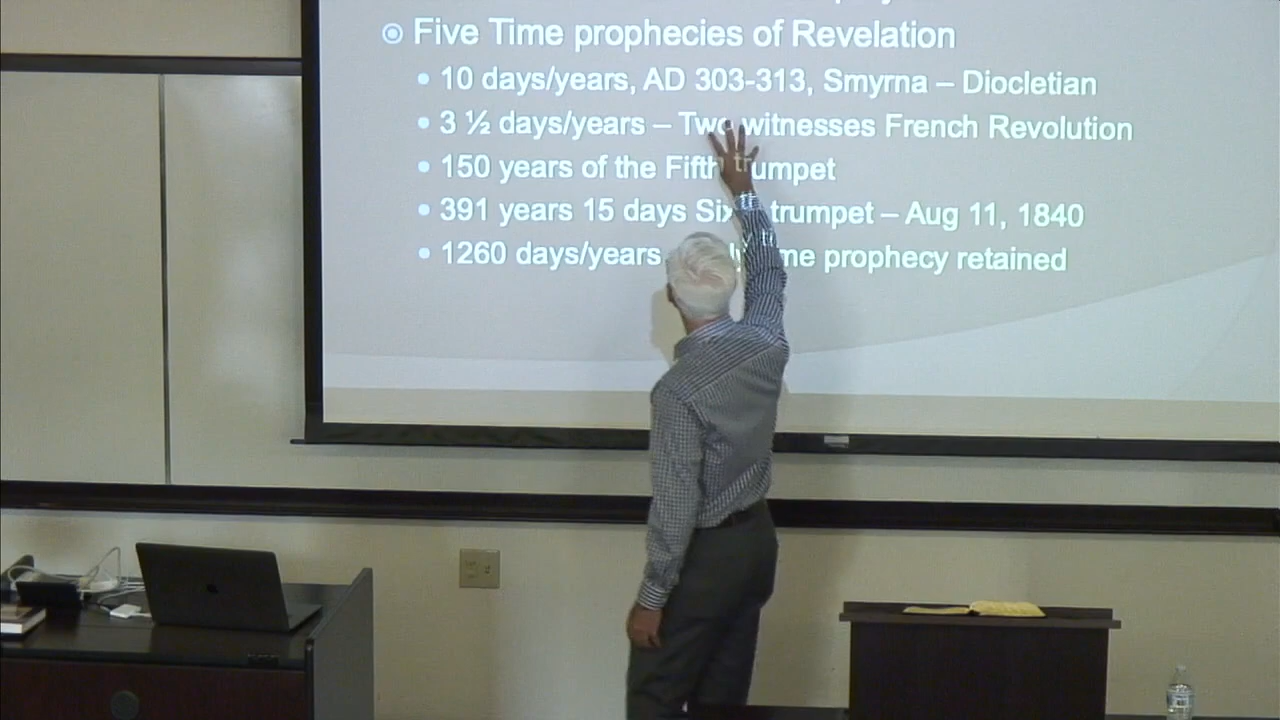 Five Time prophecies of Revelation
10 days/years, AD 303-313, Smyrna – Diocletian
3 ½ days/years – Two witnesses French Revolution
150 years of the Fifth trumpet
391 years 15 days trumpet – Aug 11, 1840
1260 days/years prophecy retained